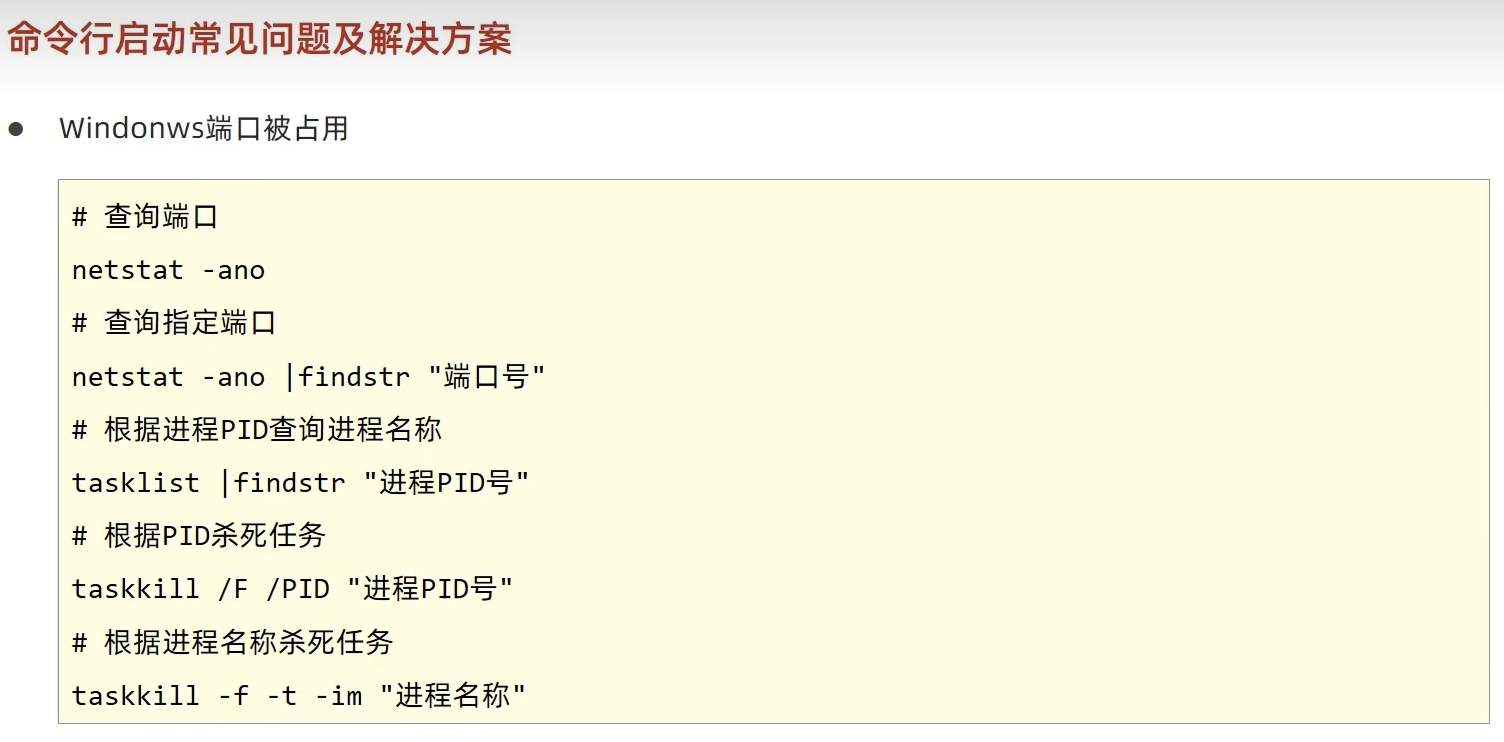 命令行启动常见问题及解决方案
● Windonws端口被占用
# 查询端口
netstat -ano
# 查询指定端口
netstat -ano |findstr "端口号"
# 根据进程PID查询进程名称
tasklist |findstr "进程PID号"
# 根据PID杀死任务
taskkill /F /PID "进程PID号"
# 根据进程名称杀死任务
taskkill -f -t -im "进程名称"